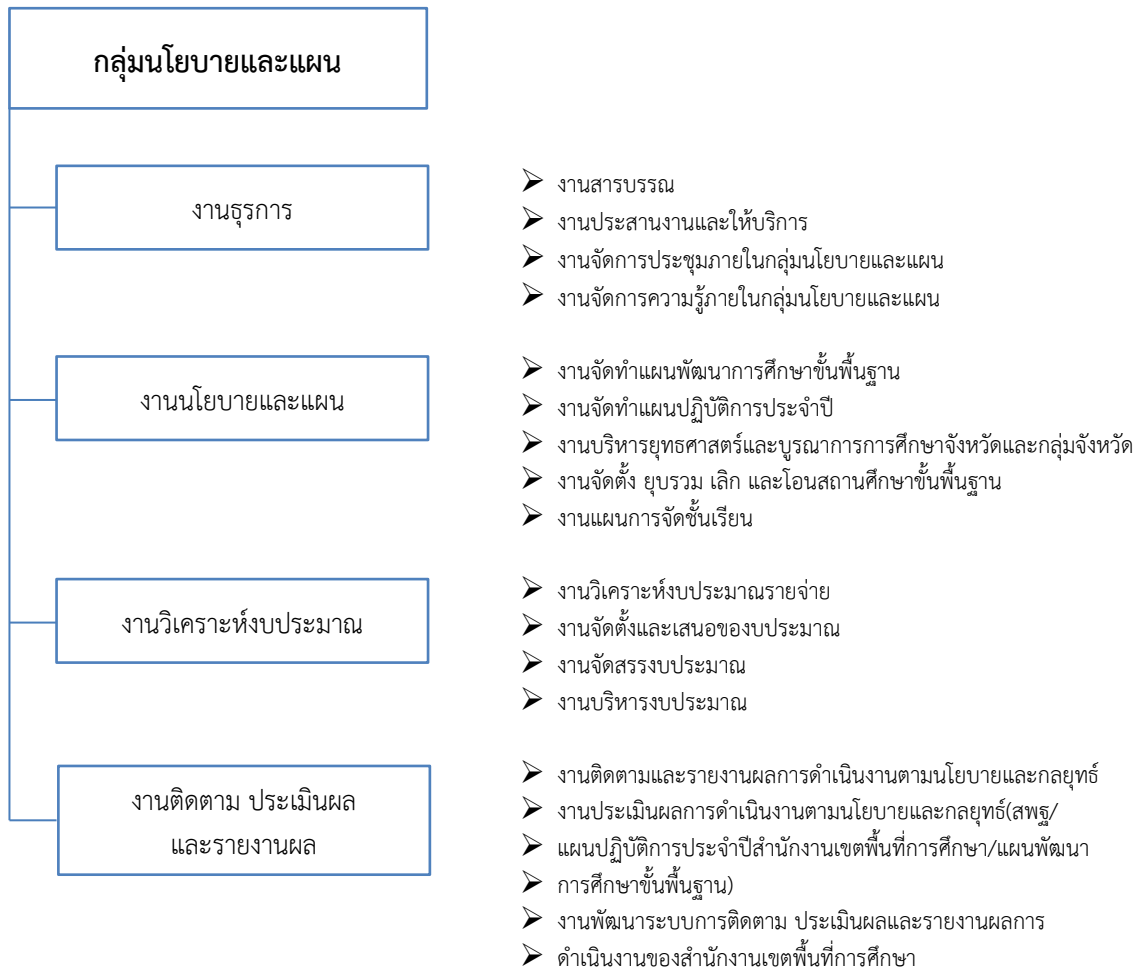 กลุ่มนโยบายและแผน
งานธุรการ
➢ งานสารบรรณ
➢ งานประสานงานและให้บริการ
➢ งานจัดการประชุมภายในกลุ่มนโยบายและแผน
➢ งานจัดการความรู้ภายในกลุ่มนโยบายและแผน
งานนโยบายและแผน
➢ งานจัดทำแผนพัฒนาการศึกษาขั้นพื้นฐาน
➢ งานจัดทำแผนปฏิบัติการประจำปี
➢ งานบริหารยุทธศาสตร์และบูรณาการการศึกษาจังหวัดและกลุ่มจังหวัด
➢ งานจัดตั้ง ยุบรวม เลิก และโอนสถานศึกษาขั้นพื้นฐาน
➢ งานแผนการจัดชั้นเรียน
งานวิเคราะห์งบประมาณ
➢ งานวิเคราะห์งบประมาณรายจ่าย
➢ งานจัดตั้งและเสนอของบประมาณ
➢ งานจัดสรรงบประมาณ
➢ งานบริหารงบประมาณ
งานติดตาม ประเมินผล
และรายงานผล
➢ งานติดตามและรายงานผลการดำเนินงานตามนโยบายและกลยุทธ์
➢ งานประเมินผลการดำเนินงานตามนโยบายและกลยุทธ์(สพฐ/
➢ แผนปฏิบัติการประจำปีสำนักงานเขตพื้นที่การศึกษา/แผนพัฒนา
➢ การศึกษาขั้นพื้นฐาน)
➢ งานพัฒนาระบบการติดตาม ประเมินผลและรายงานผลการ
➢ ดำเนินงานของสำนักงานเขตพื้นที่การศึกษา